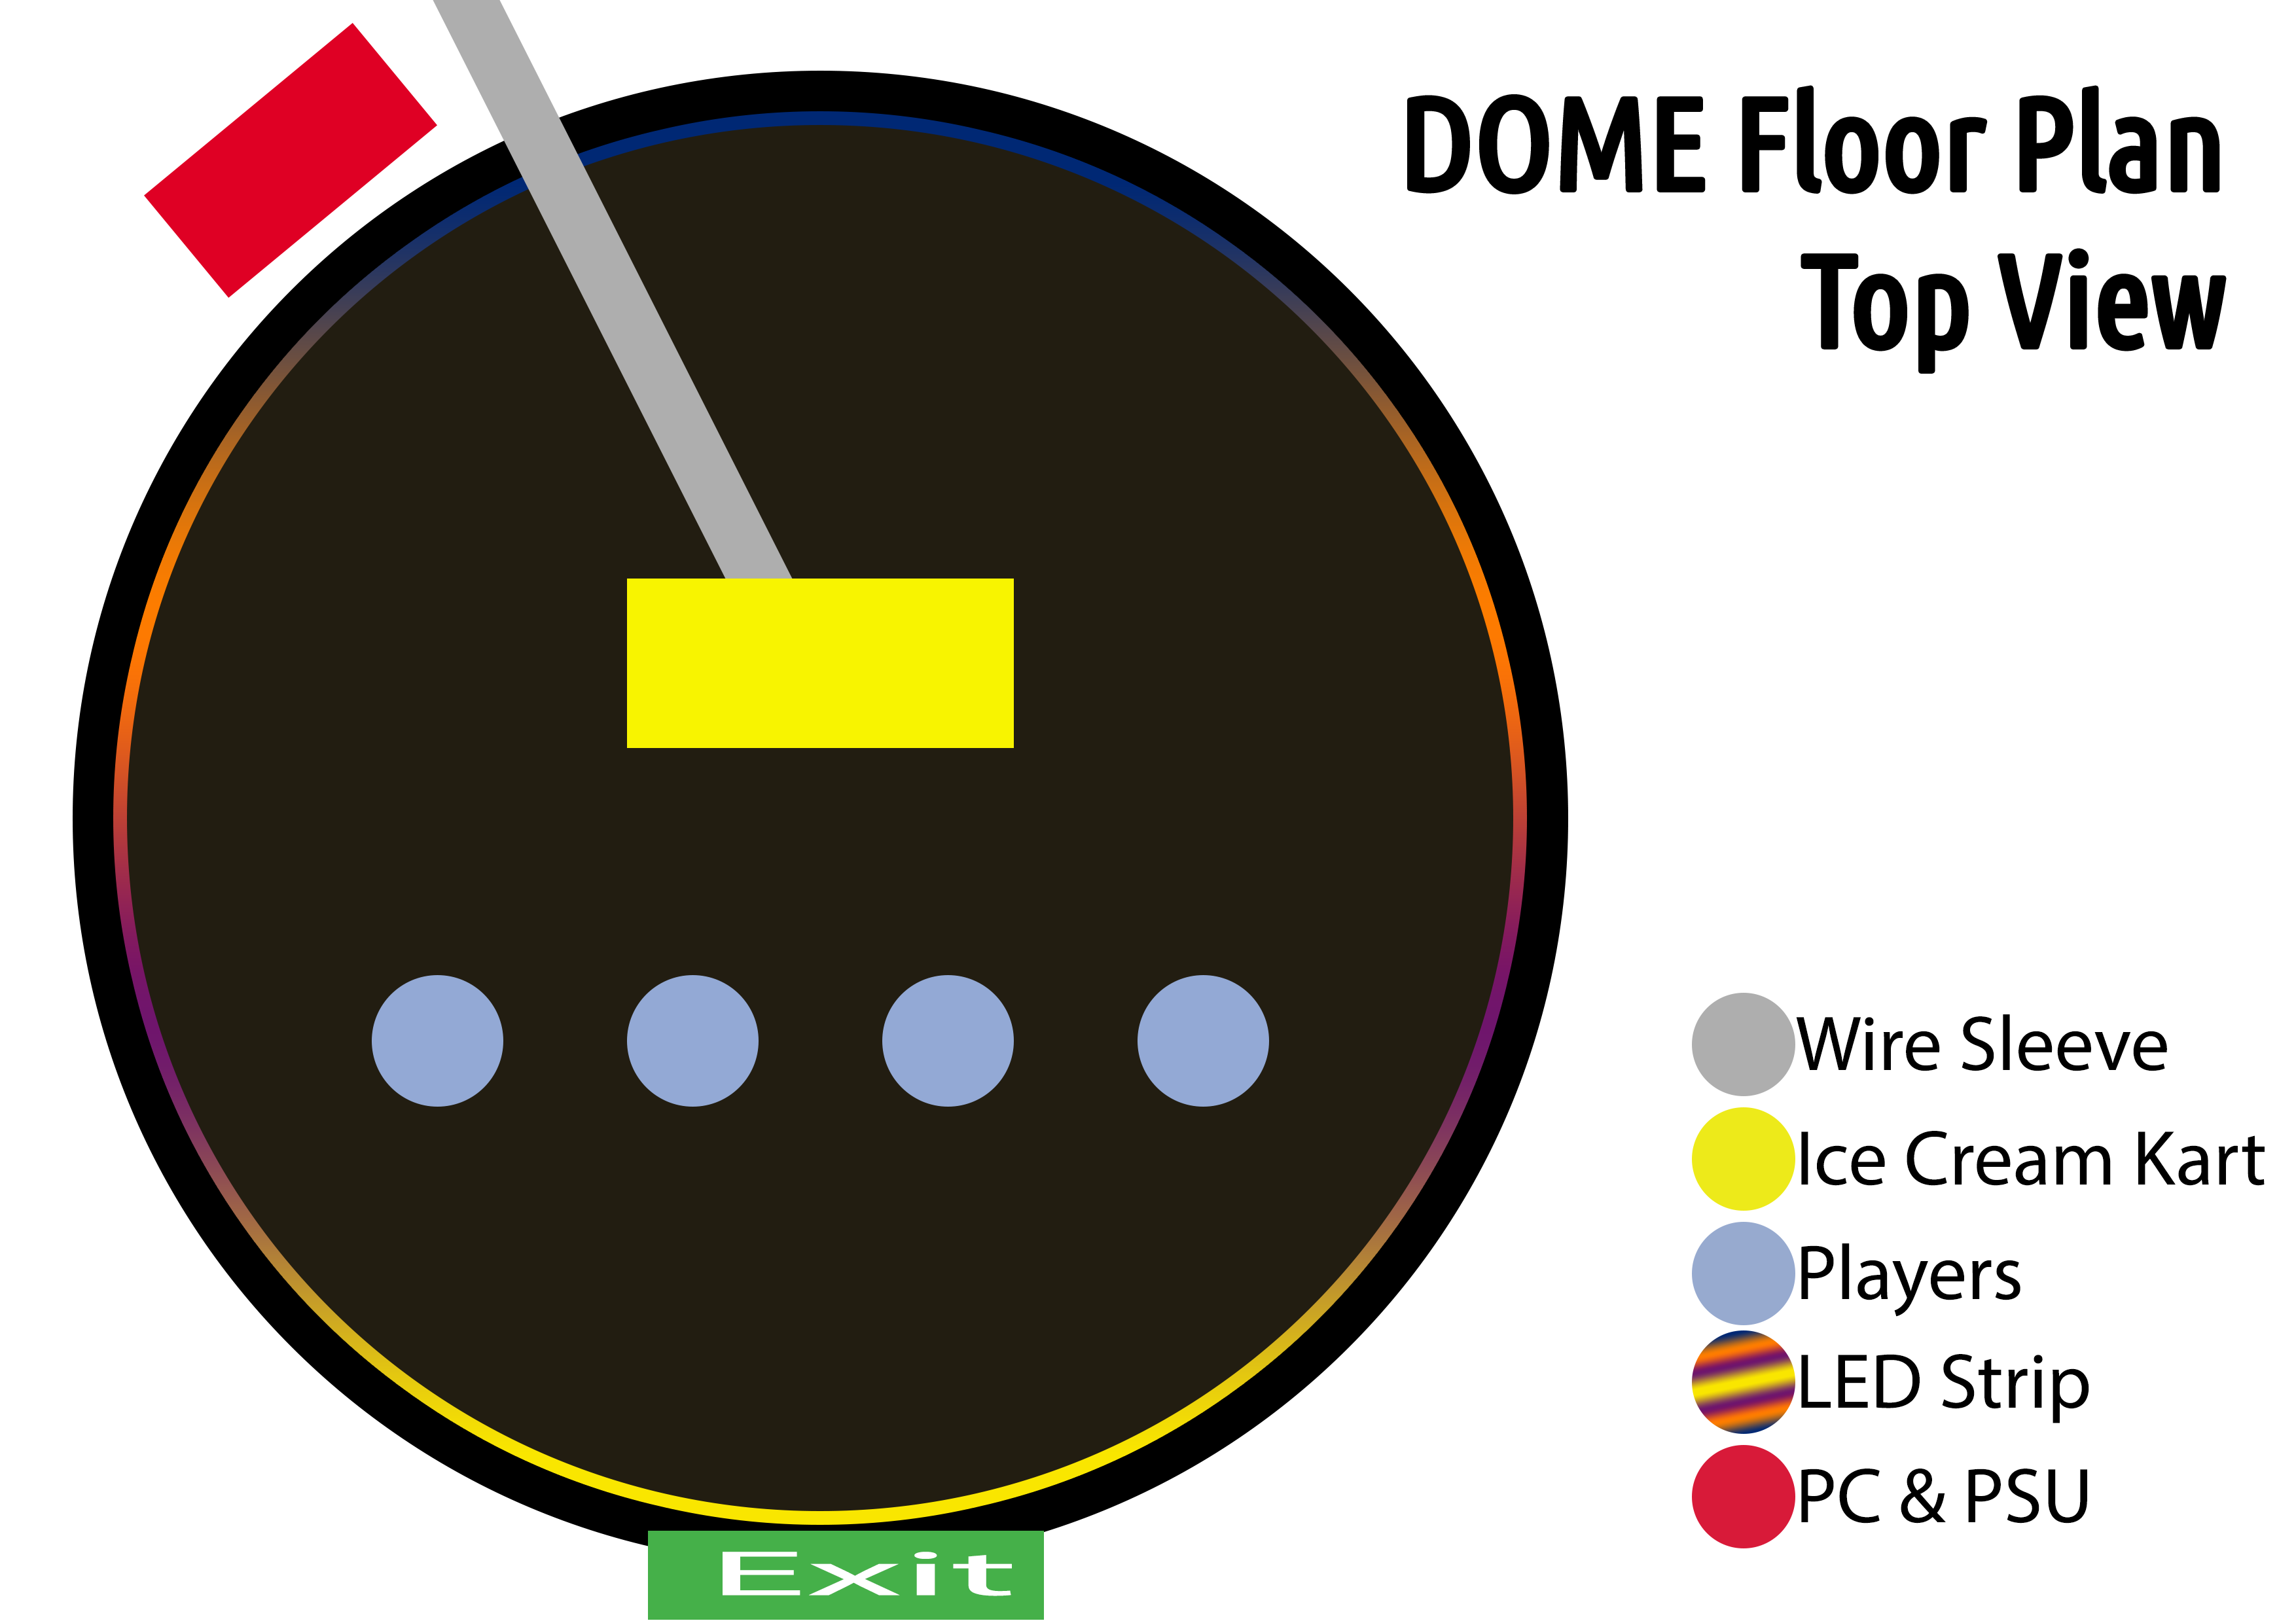 DOME Floor Plan
Top View
Wire Sleeve
Ice Cream Kart
Players
LED Strip
PC & PSU
Exit